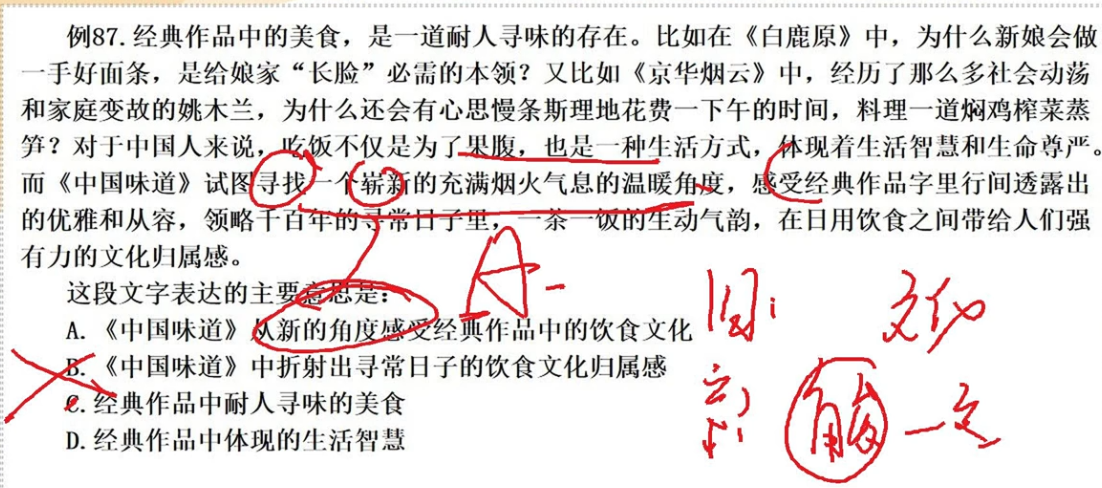 例87.经典作品中的美食，是一道耐人寻味的存在。比如在《白鹿原》中，为什么新娘会做
一手好面条，是给娘家“长脸”必需的本领？又比如《京华烟云》中，经历了那么多社会动荡
和家庭变故的姚木兰，为什么还会有心思慢条斯理地花费一下午的时间，料理一道焖鸡榨菜蒸
笋？对于中国人来说，吃饭不仅是为了果腹，也是一种生活方式，体现着生活智慧和生命尊严。
而《中国味道》试图寻找一个崭新的充满烟火气息的温暖角度，感受经典作品字里行间透露出
的优雅和从容，领略千百年的寻常日子里，一茶一饭的生动气韵，在日用饮食之间带给人们强
有力的文化归属感。
这段文字表达的主要意思是：
A.《中国味道》从新的角度感受经典作品中的饮食文化
B.《中国味道》中折射出寻常日子的饮食文化归属感
C.经典作品中耐人寻味的美食
D.经典作品中体现的生活智慧
A